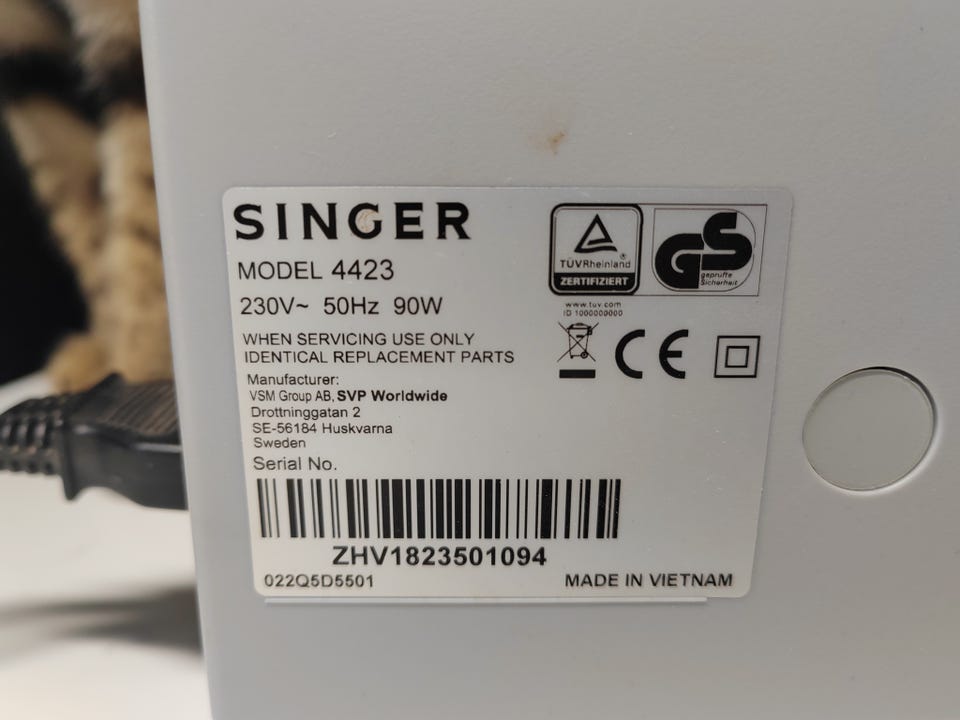 SINGER
MODEL 4423
230V~ 50Hz 90W
WHEN SERVICING USE ONLY
IDENTICAL REPLACEMENT PARTS
Manufacturer:
VSM Group AB, SVP Worldwide
Drottninggatan 2
SE-56184 Huskvarna
Sweden
Serial No.
ZHV1823501094
022Q5D5501
MADE IN VIETNAM
TÜVRheinland®
ZERTIFIZIERT
GS
geprüfte
Sicherheit
www.tuv.com
ID 1000000000
CE